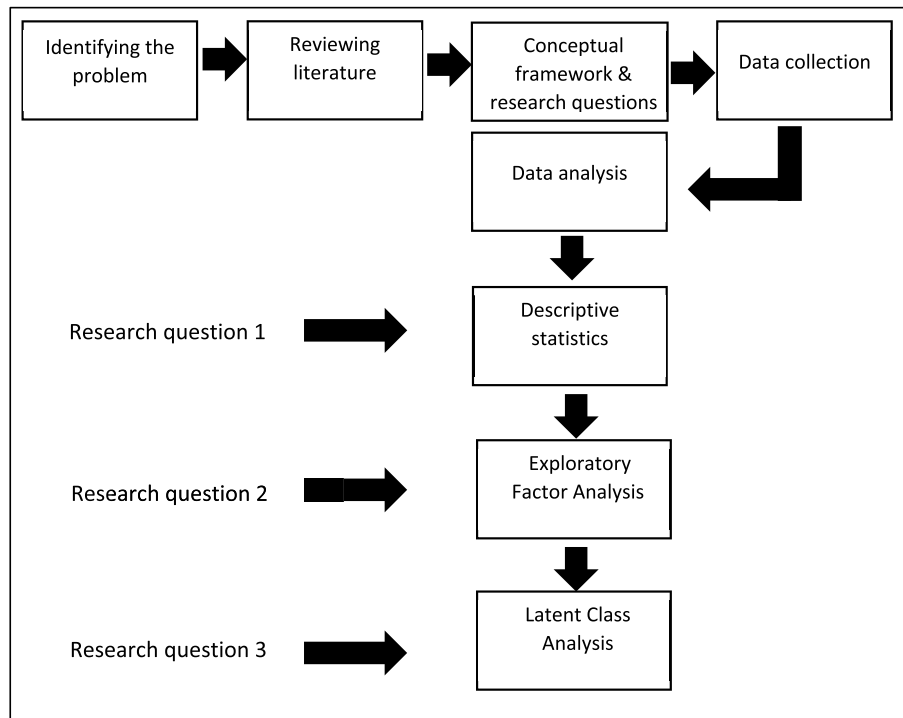 Identifying the
problem
Reviewing
literature
Conceptual
framework &
research questions
Data collection
Data analysis
Research question 1
Descriptive
statistics
Research question 2
Exploratory
Factor Analysis
Research question 3
Latent Class
Analysis